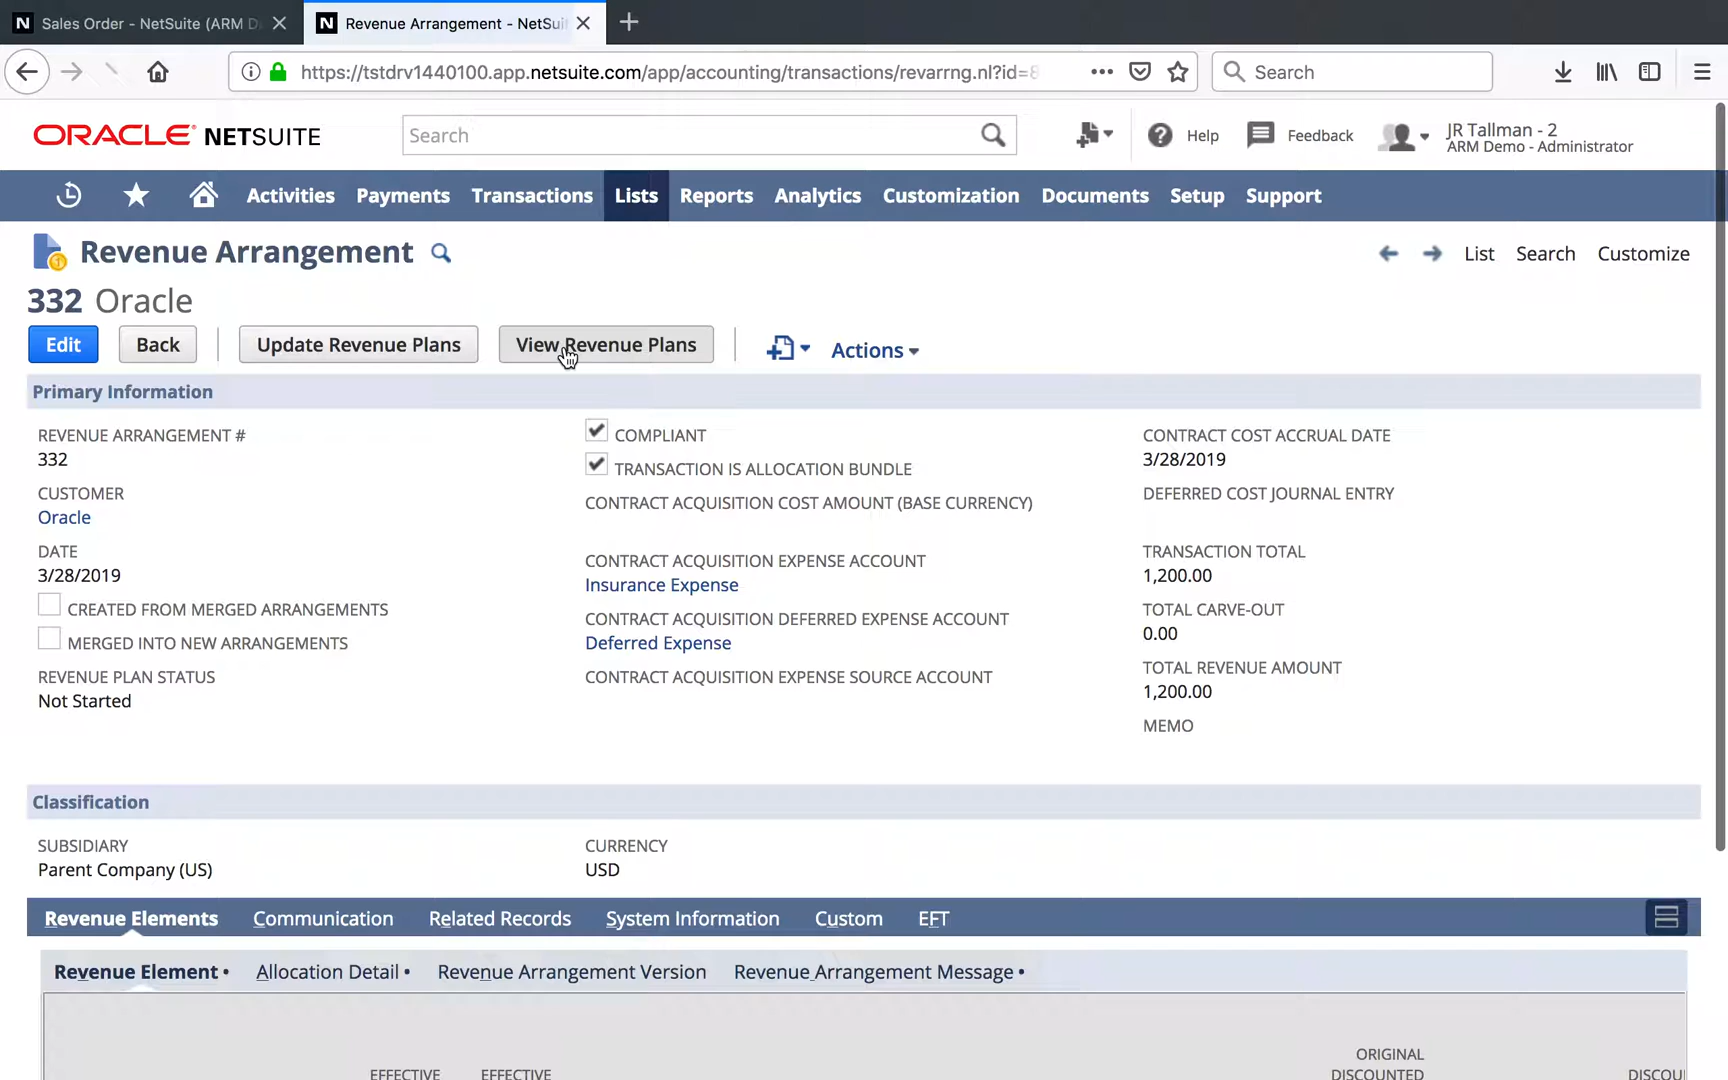 Sales Order - NetSuite (ARM D
Revenue Arrangement - NetSui
https://tstdrv1440100.app.netsuite.com/app/accounting/transactions/revarrng.nl?id=8
Search
ORACLE NETSUITE
Search
Help
Feedback
JR Tallman - 2
ARM Demo - Administrator
Activities Payments Transactions Lists Reports Analytics Customization Documents Setup Support
Revenue Arrangement
List Search Customize
332 Oracle
Edit Back Update Revenue Plans View Revenue Plans Actions
Primary Information
REVENUE ARRANGEMENT #
332
CUSTOMER
Oracle
DATE
3/28/2019
CREATED FROM MERGED ARRANGEMENTS
MERGED INTO NEW ARRANGEMENTS
REVENUE PLAN STATUS
Not Started
COMPLIANT
TRANSACTION IS ALLOCATION BUNDLE
CONTRACT ACQUISITION COST AMOUNT (BASE CURRENCY)
CONTRACT ACQUISITION EXPENSE ACCOUNT
Insurance Expense
CONTRACT ACQUISITION DEFERRED EXPENSE ACCOUNT
Deferred Expense
CONTRACT ACQUISITION EXPENSE SOURCE ACCOUNT
CONTRACT COST ACCRUAL DATE
3/28/2019
DEFERRED COST JOURNAL ENTRY
TRANSACTION TOTAL
1,200.00
TOTAL CARVE-OUT
0.00
TOTAL REVENUE AMOUNT
1,200.00
MEMO
Classification
SUBSIDIARY
Parent Company (US)
CURRENCY
USD
Revenue Elements Communication Related Records System Information Custom EFT
Revenue Element • Allocation Detail • Revenue Arrangement Version Revenue Arrangement Message •
ORIGINAL
EFFECTIVE EFFECTIVE DISCOUNTED DISCOU